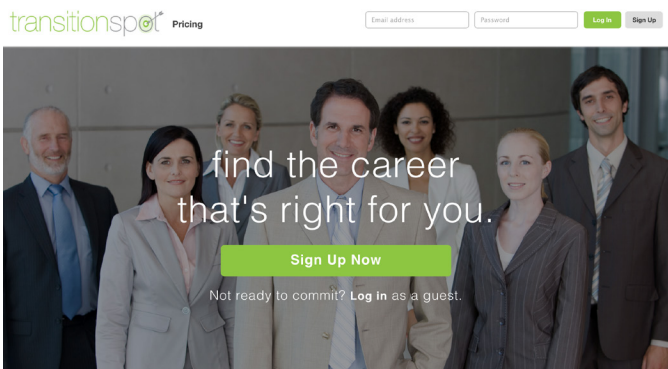 transitionspot
Pricing
Email address
Password
Log In
Sign Up
find the career
that's right for you.
Sign Up Now
Not ready to commit? Log in as a guest.